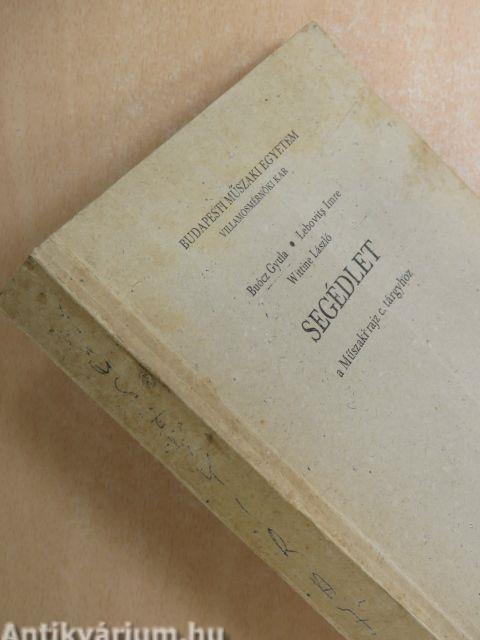 BUDAPESTI MŰSZAKI EGYETEM
VILLAMOSMÉRNÖKI KAR
Buócz Gyula • Lebovits Imre
Wittine László
SEGÉDLET
a Műszaki rajz c. tárgyhoz
Antikvárium.hu